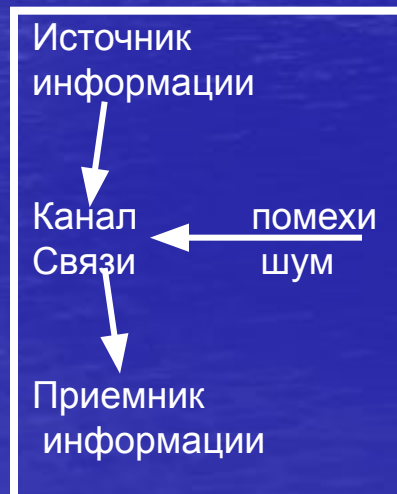 Источник
информации
Канал помехи
Связи шум
Приемник
информации